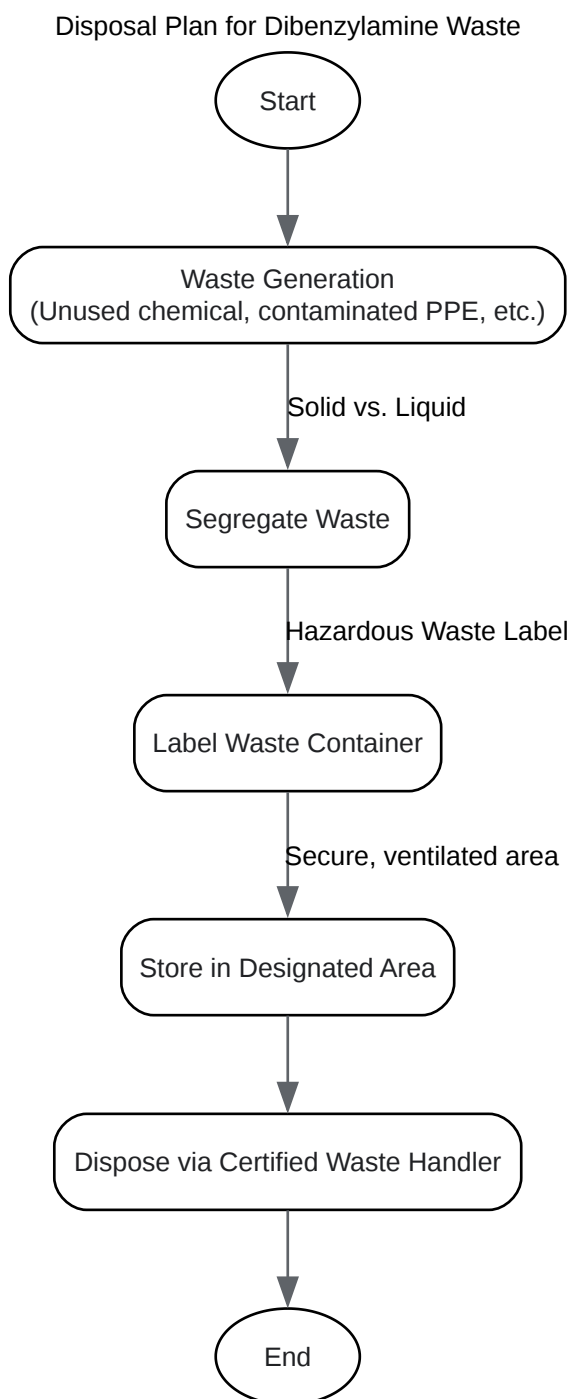 Disposal Plan for Dibenzylamine Waste
Start
Waste Generation
(Unused chemical, contaminated PPE, etc.)
Solid vs. Liquid
Segregate Waste
Hazardous Waste Label
Label Waste Container
Secure, ventilated area
Store in Designated Area
Dispose via Certified Waste Handler
End